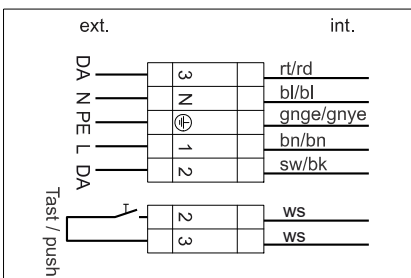 ext. int.
DA 3 rt/rd
N N bl/bl
PE gnge/gnye
L 1 bn/bn
DA 2 sw/bk
Tast / push
2 ws
3 ws